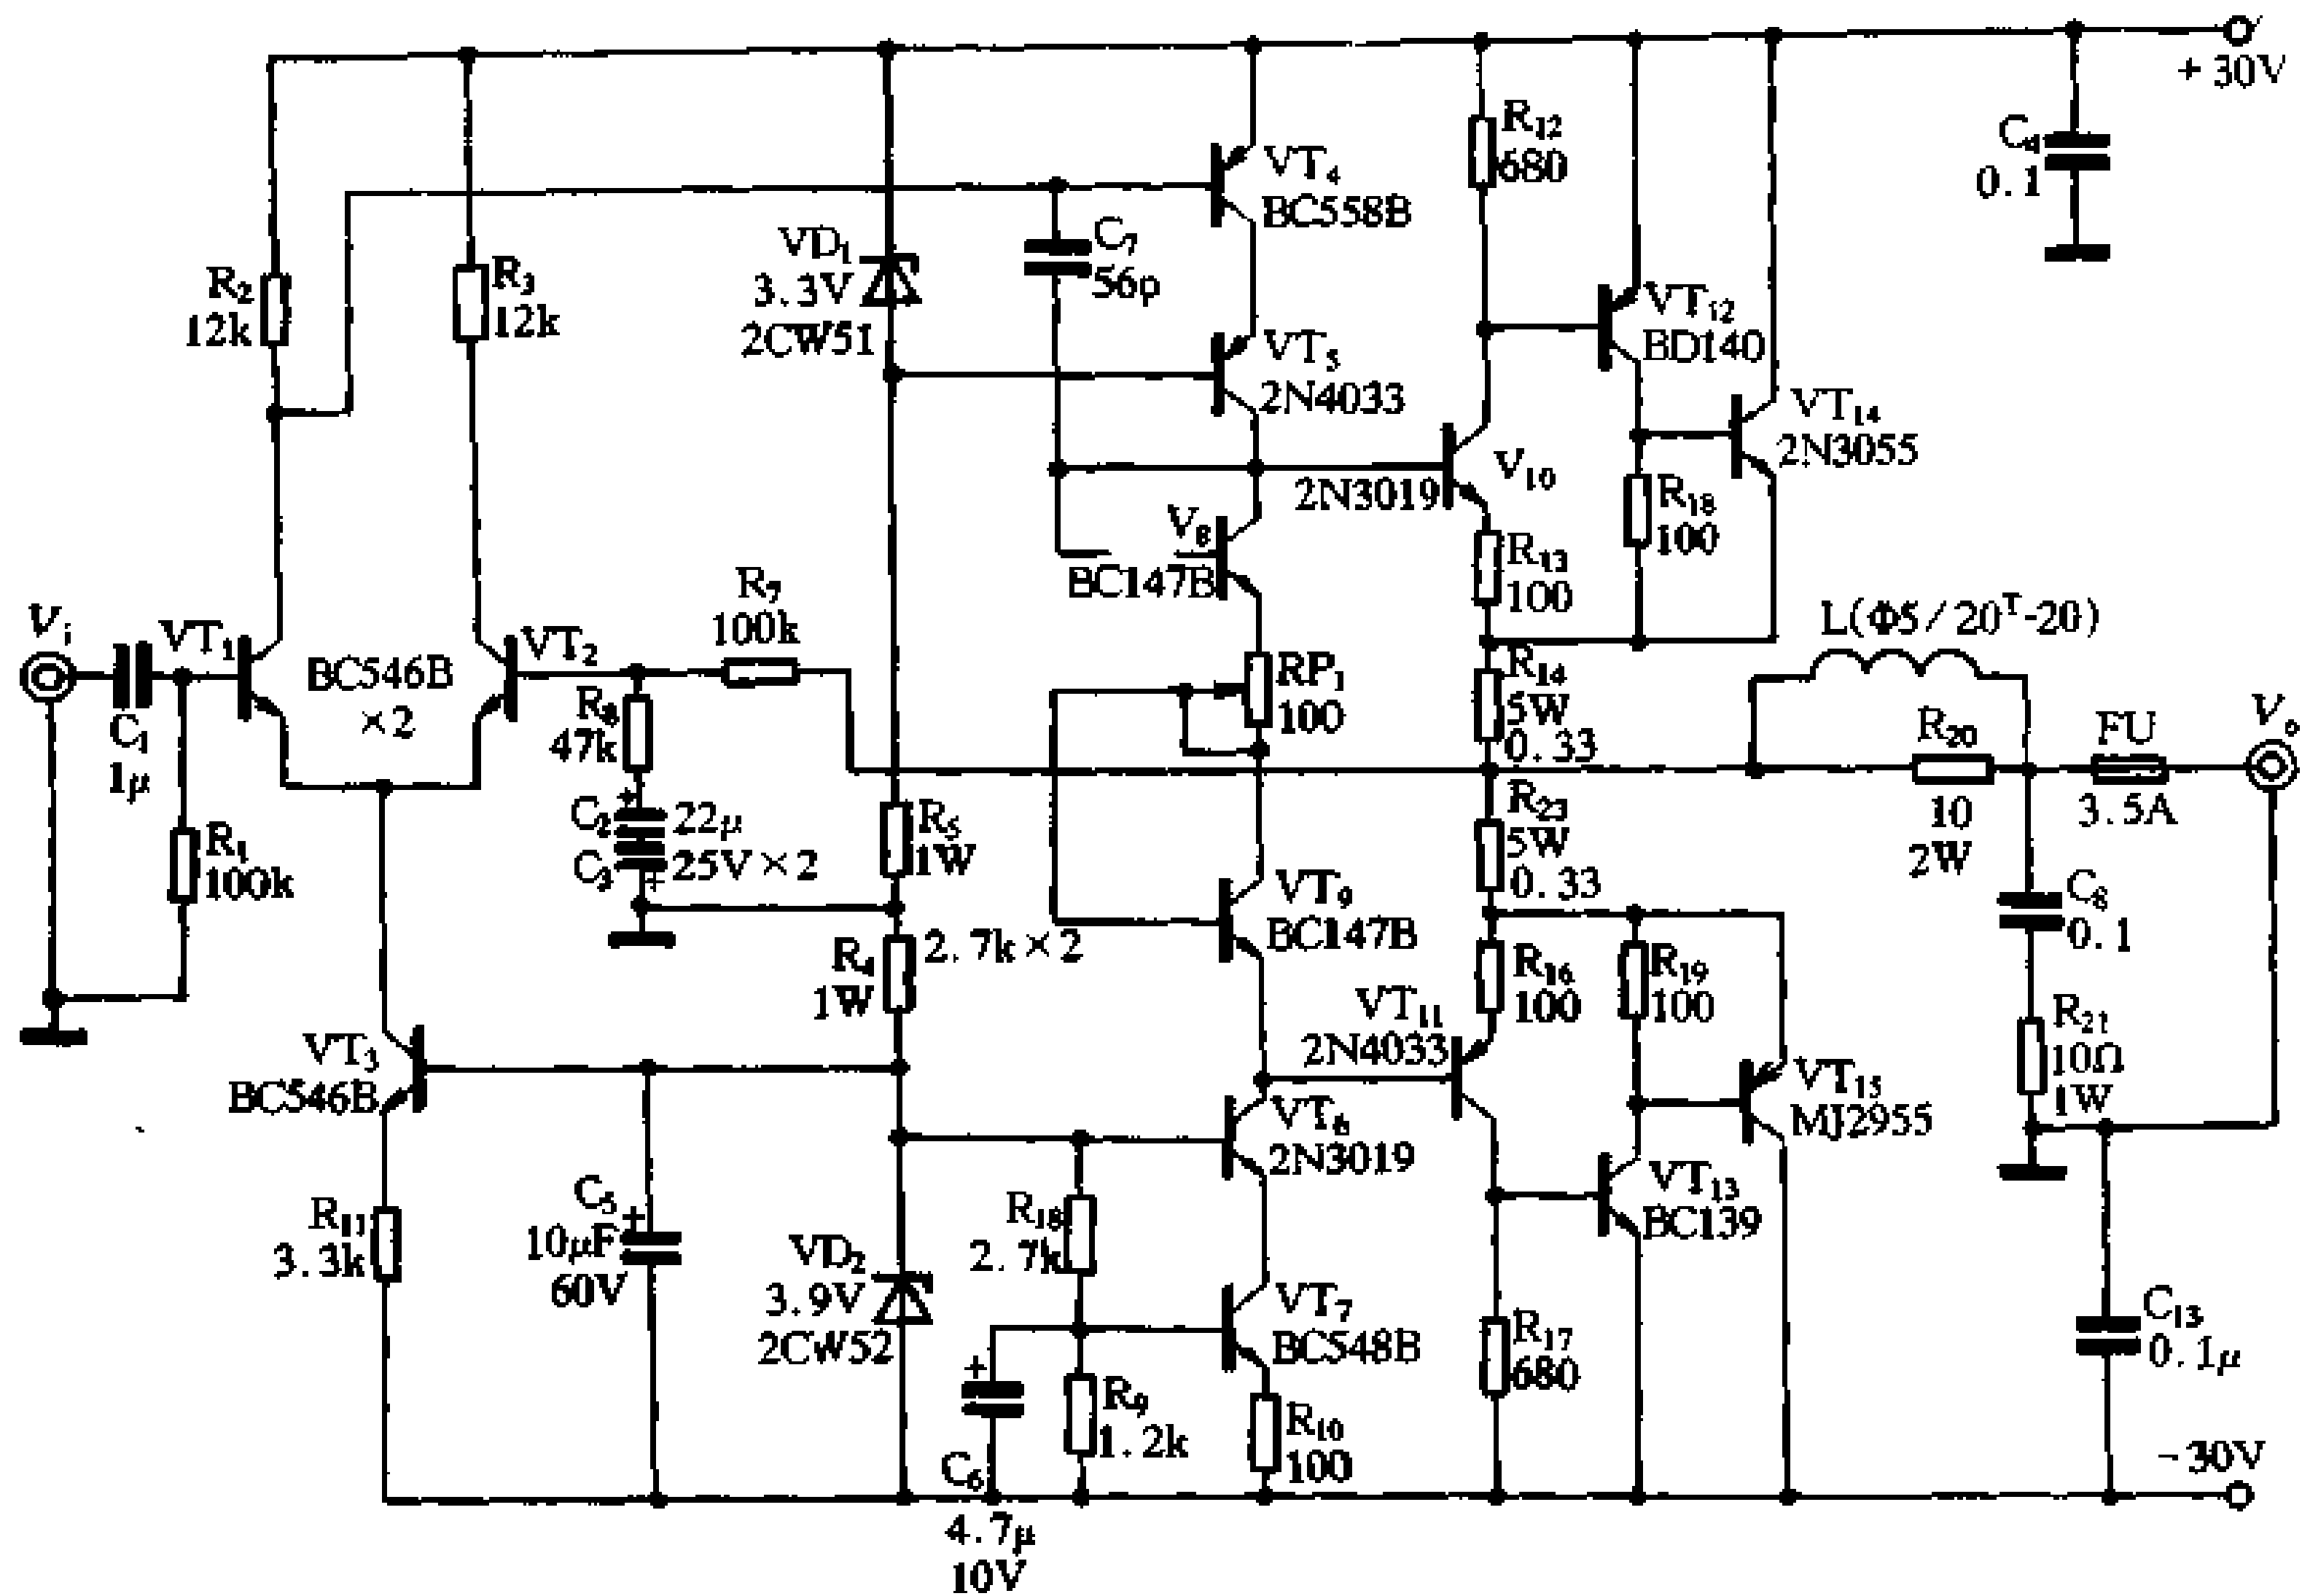 +30V
R₁₂
680
C₄
0.1
VT₄
BC558B
C₇
56p
VD₁
3.3V
2CW51
R₂
12k
R₃
12k
VT₁₂
BD140
VT₅
2N4033
VT₁₄
2N3055
V₁₀
2N3019
R₁₈
100
V₈
BC147B
R₁₃
100
R₇
100k
L(Φ5/20ᵀ-20)
Vᵢ
VT₁
BC546B
×2
VT₂
C₁
1μ
R₈
47k
RP₁
100
R₁₄
5W
0.33
R₂₀
10
2W
FU
3.5A
Vₒ
R₁
100k
+
C₂
22μ
C₃
25V×2
+
R₅
1W
R₂₃
5W
0.33
VT₉
BC147B
C₈
0.1
R₄
1W
2.7k×2
R₁₆
100
R₁₉
100
VT₁₁
2N4033
R₂₁
10Ω
1W
VT₃
BC546B
VT₁₅
MJ2955
VT₆
2N3019
R₁₁
3.3k
C₅
+
10μF
60V
R₁₈
2.7k
VT₁₃
BC139
VD₂
3.9V
2CW52
VT₇
BC548B
R₁₇
680
C₁₃
0.1μ
+
C₆
4.7μ
10V
R₉
1.2k
R₁₀
100
-30V